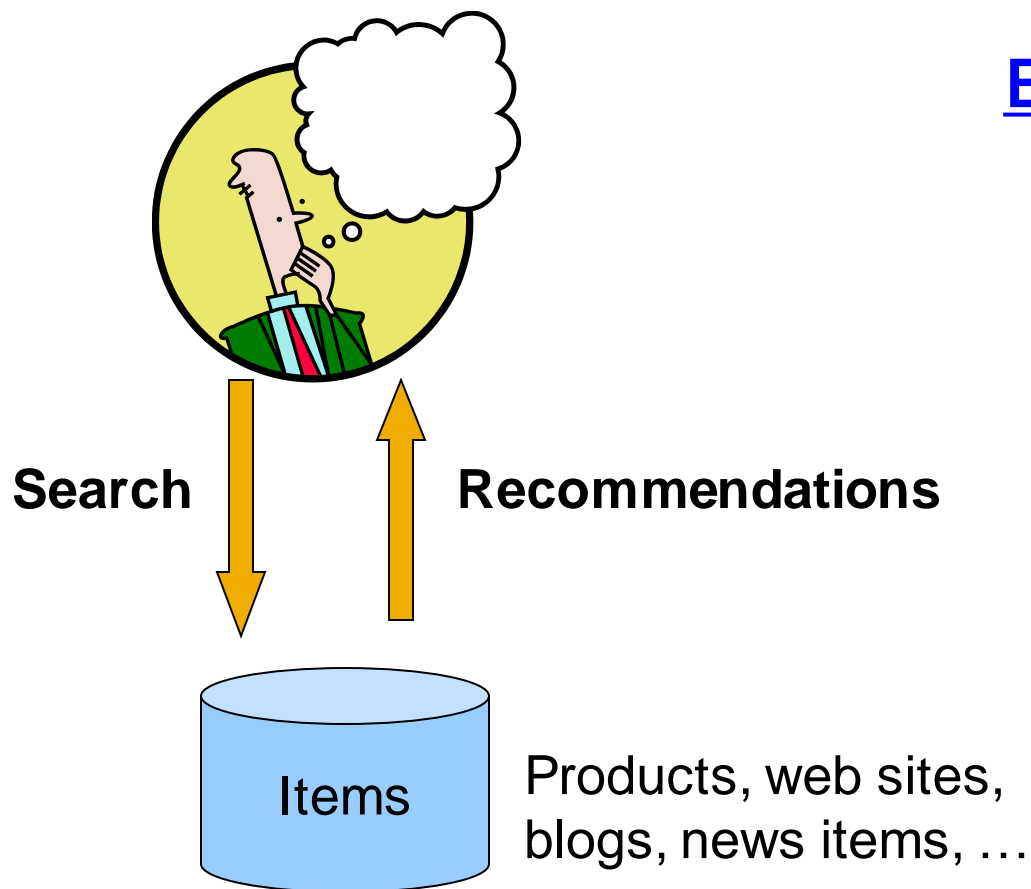 Search
Recommendations
Items
Products, web sites,
blogs, news items, …